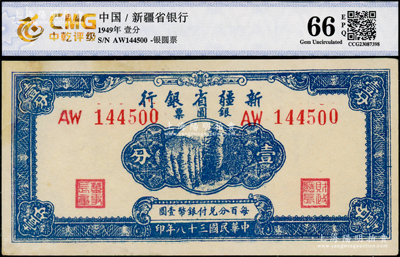 CMG
中乾评级
中国 / 新疆省银行
1949年 壹分
S/N AW144500 -银圆票
66
EPQ
Gem Uncirculated
CCG23087398
行銀省疆新
票圓銀
AW 144500
AW 144500
分 壹
圓壹幣銀付兌分百每
印年八十三國民華中